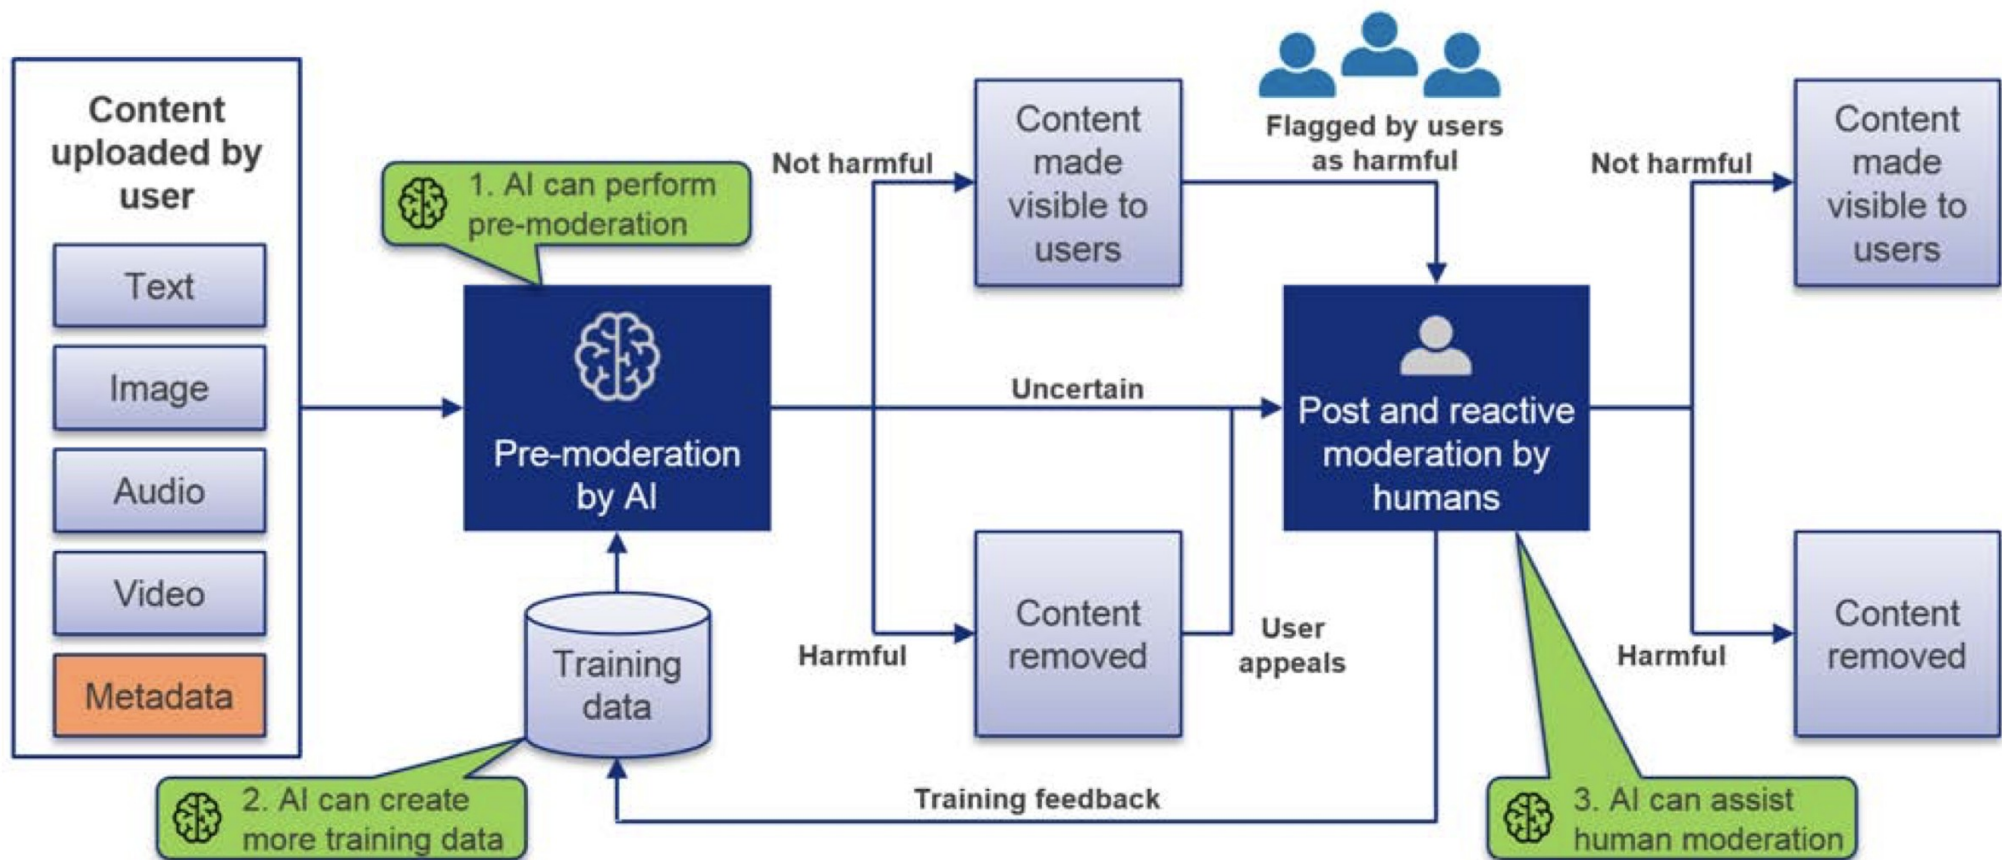 Content
uploaded by
user
Text
Image
Audio
Video
Metadata
1. AI can perform
pre-moderation
Pre-moderation
by AI
Training
data
2. AI can create
more training data
Not harmful
Content
made
visible to
users
Flagged by users
as harmful
Uncertain
Harmful
Content
removed
User
appeals
Post and reactive
moderation by
humans
Training feedback
3. AI can assist
human moderation
Not harmful
Content
made
visible to
users
Harmful
Content
removed